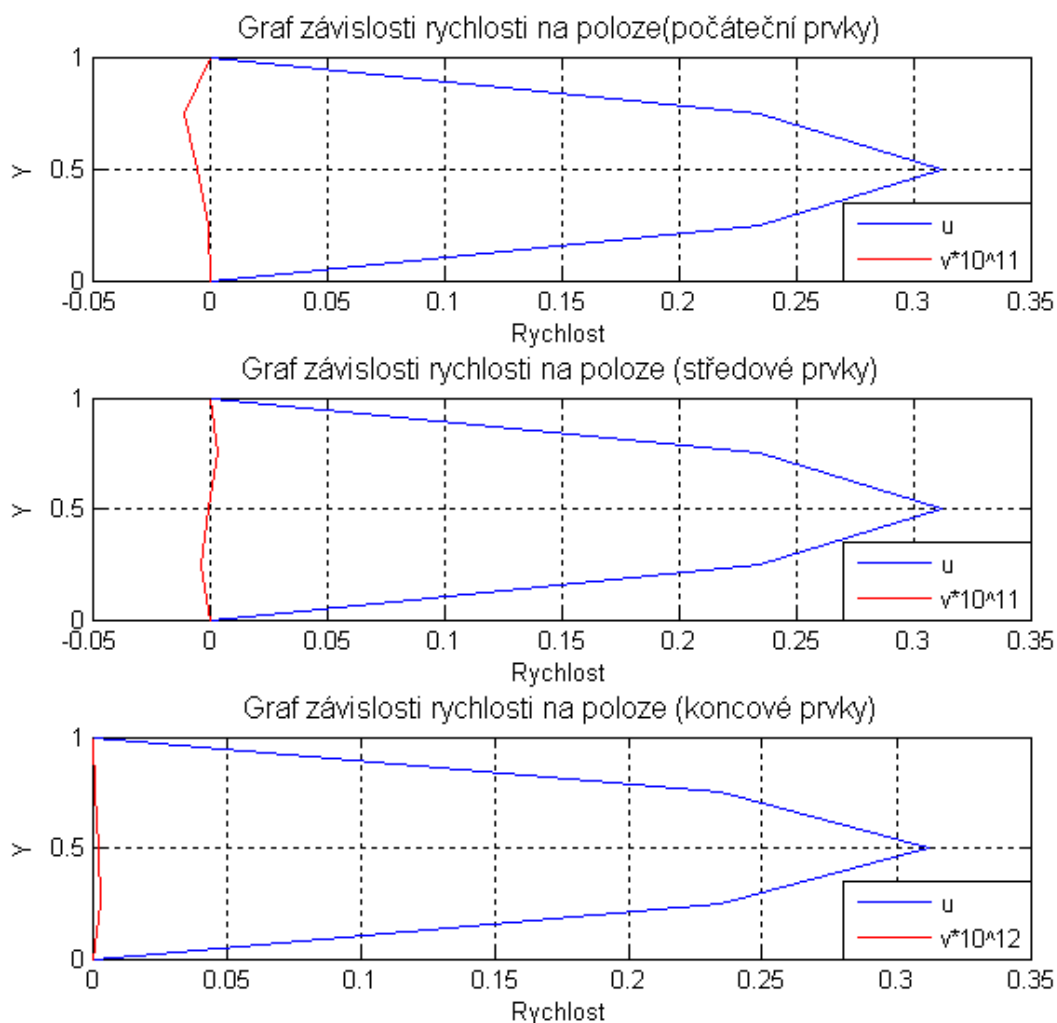 Graf závislosti rychlosti na poloze(počáteční prvky)
1
0.5
0
Y
-0.05 0 0.05 0.1 0.15 0.2 0.25 0.3 0.35
Rychlost
u
v*10^11
Graf závislosti rychlosti na poloze (středové prvky)
1
0.5
0
Y
-0.05 0 0.05 0.1 0.15 0.2 0.25 0.3 0.35
Rychlost
u
v*10^11
Graf závislosti rychlosti na poloze (koncové prvky)
1
0.5
0
Y
0 0.05 0.1 0.15 0.2 0.25 0.3 0.35
Rychlost
u
v*10^12